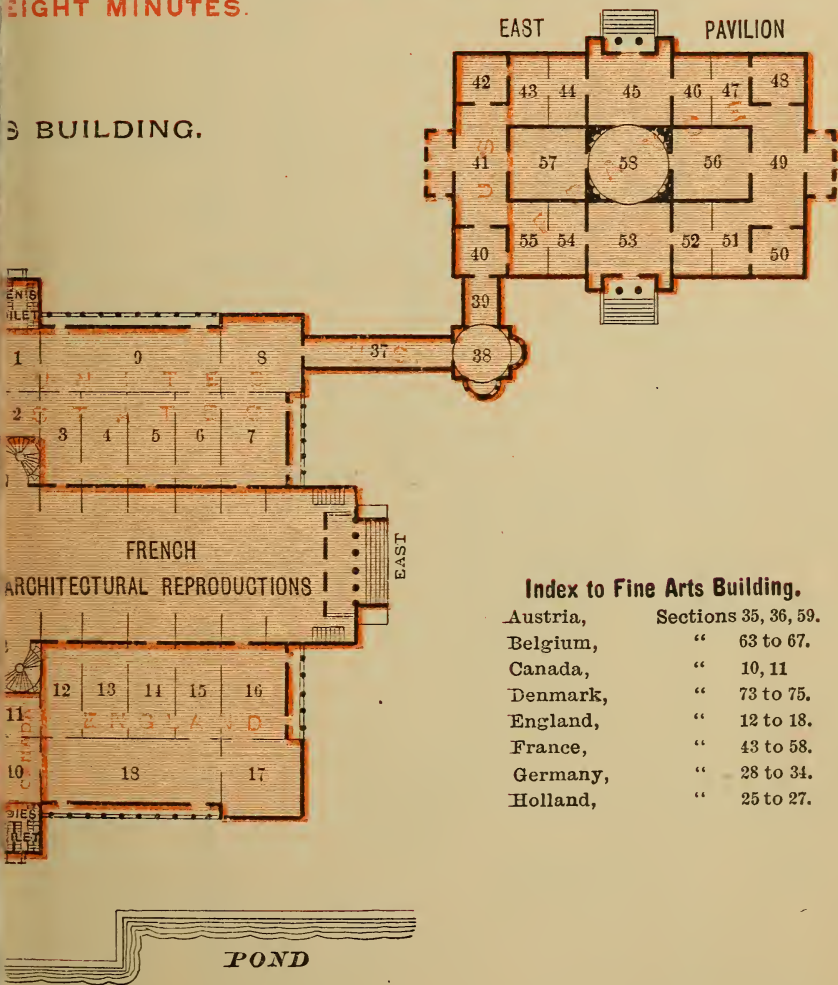 EIGHT MINUTES.
EAST PAVILION
S BUILDING.
42 43 44 45 46 47 48
41 57 58 56 49
U.S.
40 55 54 53 52 51 50
39
1 9 8 37 38
U.S.
UNITED
STATES
2 3 4 5 6 7
FRENCH
ARCHITECTURAL REPRODUCTIONS
EAST
11 12 13 14 15 16
ENGLAND
CANADA
10 18 17
POND
Index to Fine Arts Building.
Austria, Sections 35, 36, 59.
Belgium, “ 63 to 67.
Canada, “ 10, 11
Denmark, “ 73 to 75.
England, “ 12 to 18.
France, “ 43 to 58.
Germany, “ 28 to 34.
Holland, “ 25 to 27.